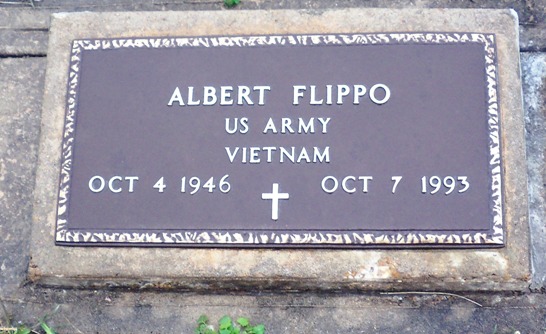 ALBERT FLIPPO
US ARMY
VIETNAM
OCT 4 1946 OCT 7 1993